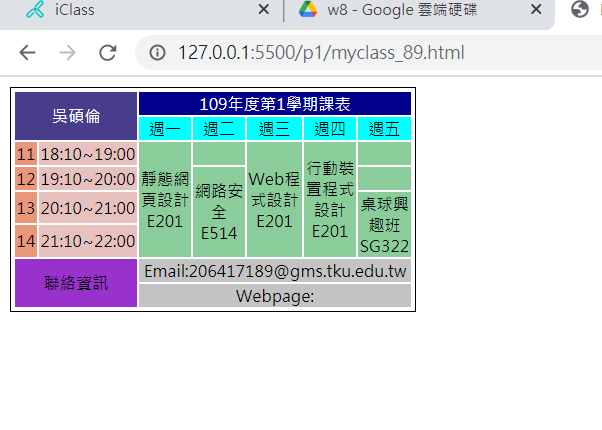 iClass
w8 - Google 雲端硬碟
127.0.0.1:5500/p1/myclass_89.html
吳碩倫
109年度第1學期課表
週一 週二 週三 週四 週五
11 18:10~19:00
12 19:10~20:00
13 20:10~21:00
14 21:10~22:00
靜態網
頁設計
E201
網路安
全
E514
Web程
式設計
E201
行動裝
置程式
設計
E201
桌球興
趣班
SG322
聯絡資訊
Email:206417189@gms.tku.edu.tw
Webpage: